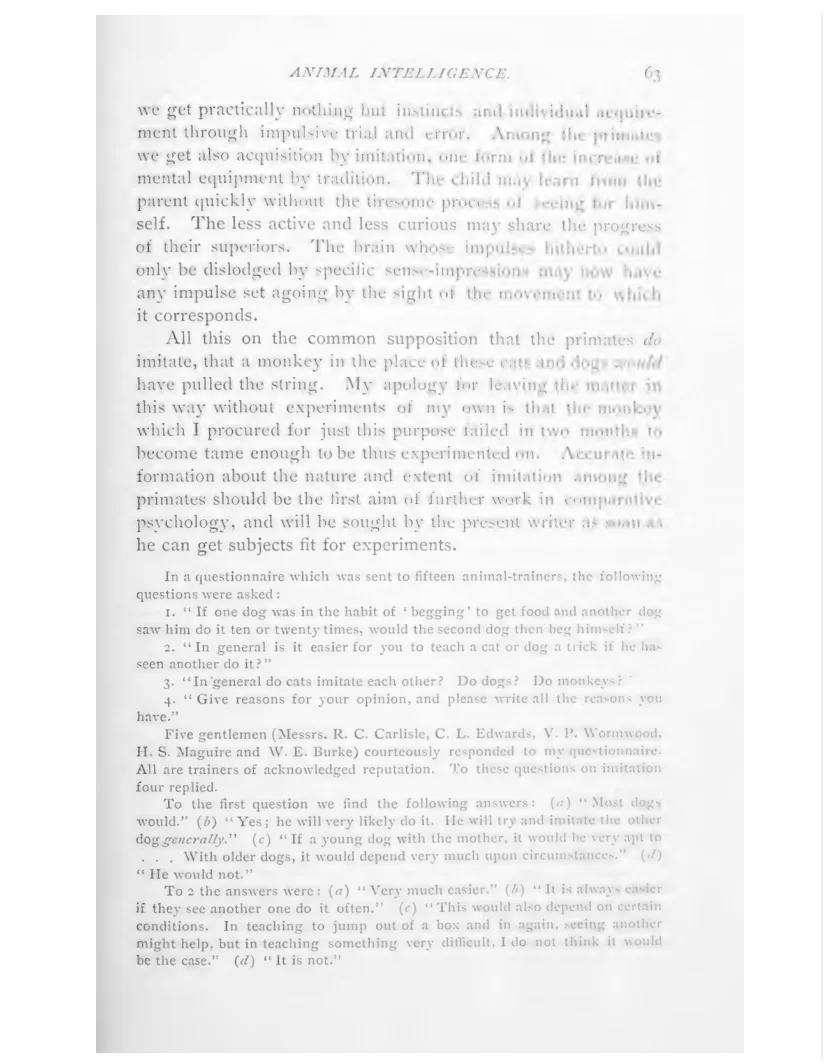 ANIMAL INTELLIGENCE. 63
we get practically nothing but instincts and individual acquire-
ment through impulsive trial and error. Among the primates
we get also acquisition by imitation, one form of the increase of
mental equipment by tradition. The child may learn from the
parent quickly without the tiresome process of seeing for him-
self. The less active and less curious may share the progress
of their superiors. The brain whose impulses hitherto could
only be dislodged by specific sense-impressions may now have
any impulse set agoing by the sight of the movement to which
it corresponds.
All this on the common supposition that the primates do
imitate, that a monkey in the place of these cats and dogs would
have pulled the string. My apology for leaving the matter in
this way without experiments of my own is that the monkey
which I procured for just this purpose failed in two months to
become tame enough to be thus experimented on. Accurate in-
formation about the nature and extent of imitation among the
primates should be the first aim of further work in comparative
psychology, and will be sought by the present writer as soon as
he can get subjects fit for experiments.
In a questionnaire which was sent to fifteen animal-trainers, the following
questions were asked :
1. “ If one dog was in the habit of ‘ begging ’ to get food and another dog
saw him do it ten or twenty times, would the second dog then beg himself? ”
2. “ In general is it easier for you to teach a cat or dog a trick if he has
seen another do it? ”
3. “In general do cats imitate each other? Do dogs? Do monkeys? ”
4. “ Give reasons for your opinion, and please write all the reasons you
have.”
Five gentlemen (Messrs. R. C. Carlisle, C. L. Edwards, V. P. Wormwood,
H. S. Maguire and W. E. Burke) courteously responded to my questionnaire.
All are trainers of acknowledged reputation. To these questions on imitation
four replied.
To the first question we find the following answers : (a) “ Most dogs
would.” (b) “ Yes ; he will very likely do it. He will try and imitate the other
dog generally.” (c) “ If a young dog with the mother, it would be very apt to
. . . With older dogs, it would depend very much upon circumstances.” (d)
“ He would not.”
To 2 the answers were : (a) “ Very much easier.” (b) “ It is always easier
if they see another one do it often.” (c) “ This would also depend on certain
conditions. In teaching to jump out of a box and in again, seeing another
might help, but in teaching something very difficult, I do not think it would
be the case.” (d) “ It is not.”